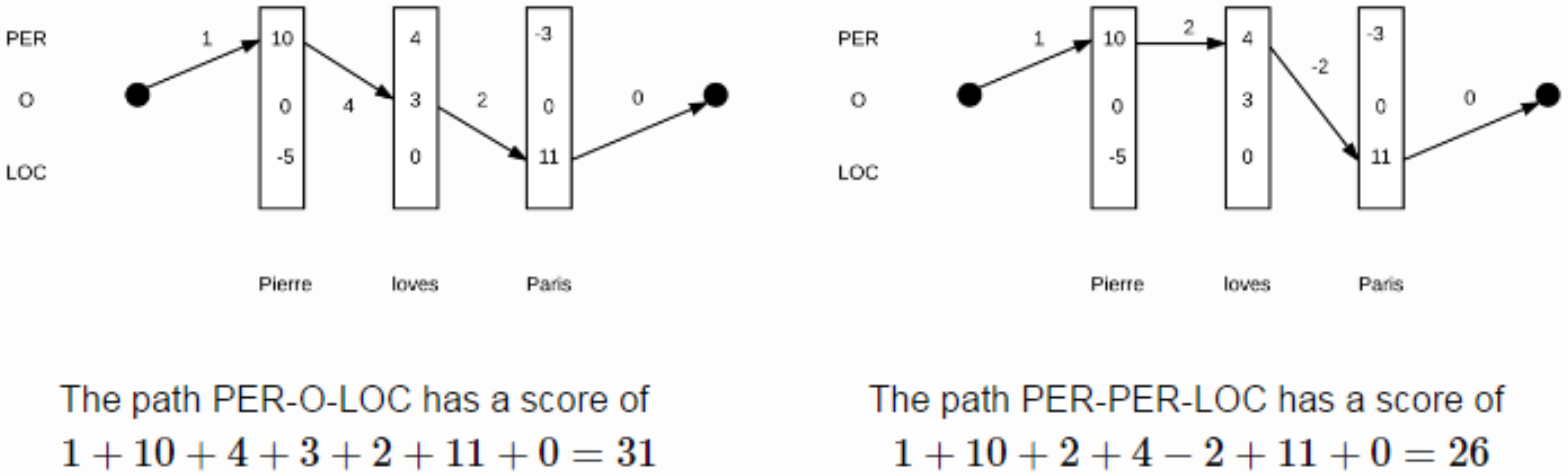 PER 1 10 4 -3
O 0 4 3 2 0 0
LOC -5 0 11
Pierre loves Paris
The path PER-O-LOC has a score of
1 + 10 + 4 + 3 + 2 + 11 + 0 = 31
PER 1 10 2 4 -2 -3
O 0 3 0 0
LOC -5 0 11
Pierre loves Paris
The path PER-PER-LOC has a score of
1 + 10 + 2 + 4 − 2 + 11 + 0 = 26